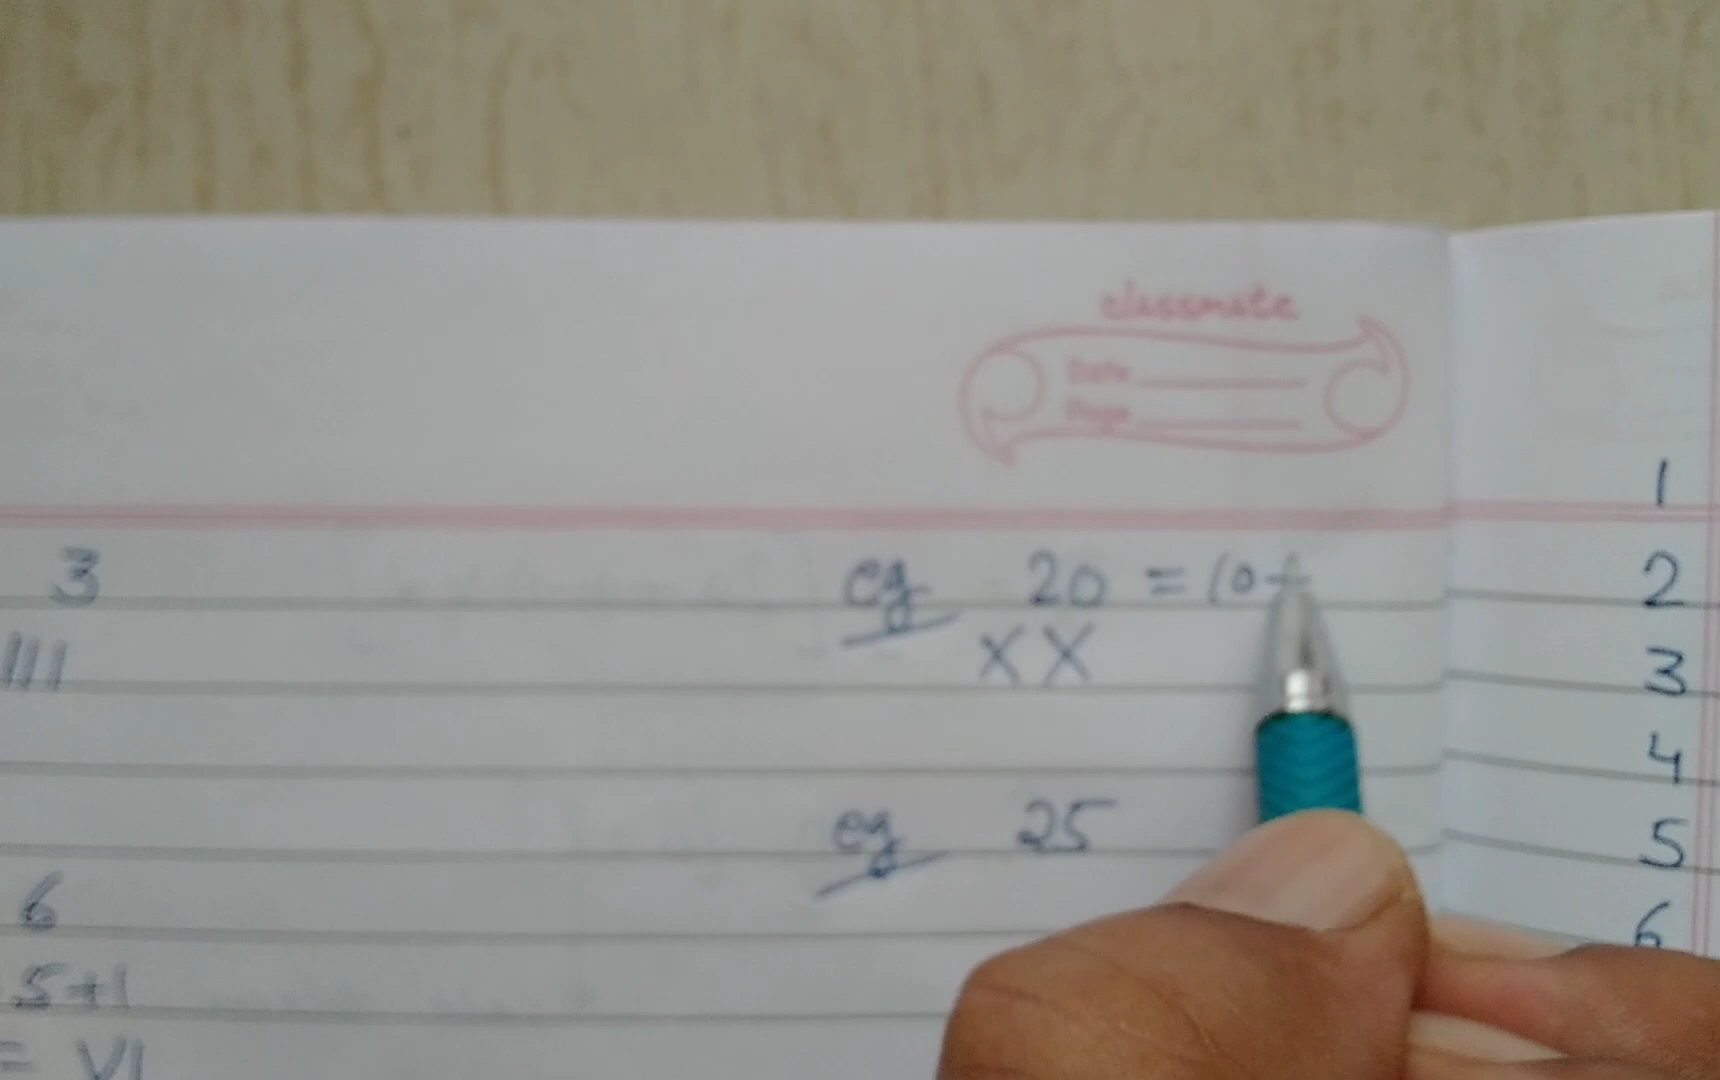 classmate
Date
Page
1
3 eg 20 = 10+ 2
III XX 3
4
eg 25 5
6 6
5+1
= VI